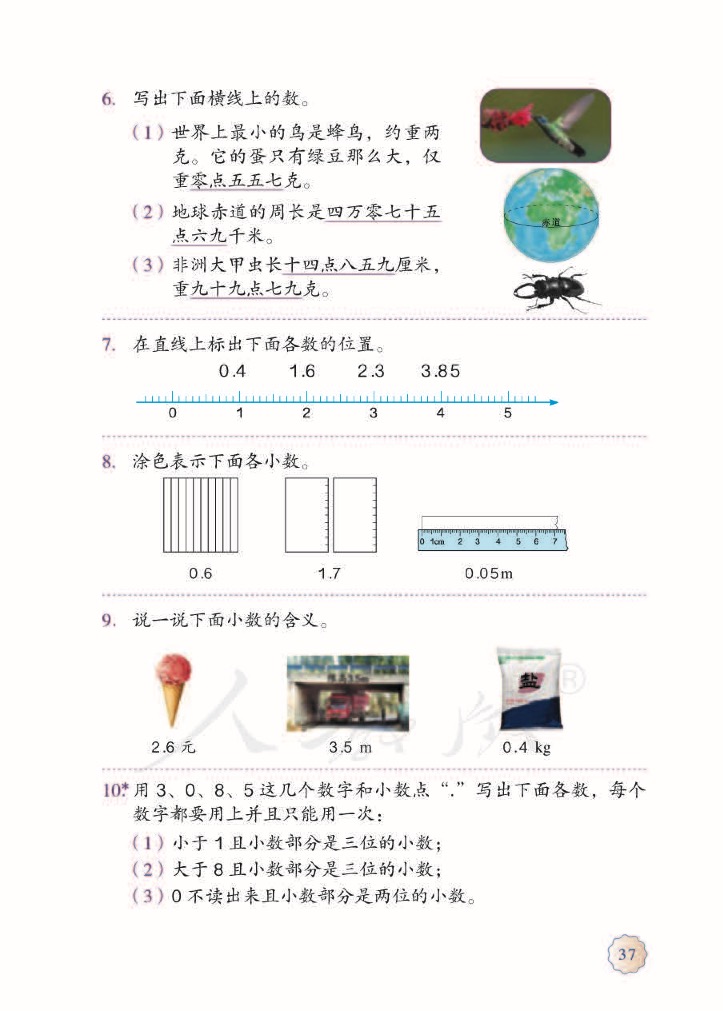 6. 写出下面横线上的数。
(1)世界上最小的鸟是蜂鸟，约重两
克。它的蛋只有绿豆那么大，仅
重零点五五七克。
(2)地球赤道的周长是四万零七十五
点六九千米。
赤道
(3)非洲大甲虫长十四点八五九厘米，
重九十九点七九克。
7. 在直线上标出下面各数的位置。
0.4 1.6 2.3 3.85
0 1 2 3 4 5
8. 涂色表示下面各小数。
0 1cm 2 3 4 5 6 7
0.6 1.7 0.05m
9. 说一说下面小数的含义。
限高3.5m
盐
人教版®
2.6 元 3.5 m 0.4 kg
10* 用 3、0、8、5 这几个数字和小数点“.”写出下面各数，每个
数字都要用上并且只能用一次：
(1)小于 1 且小数部分是三位的小数；
(2)大于 8 且小数部分是三位的小数；
(3)0 不读出来且小数部分是两位的小数。
37